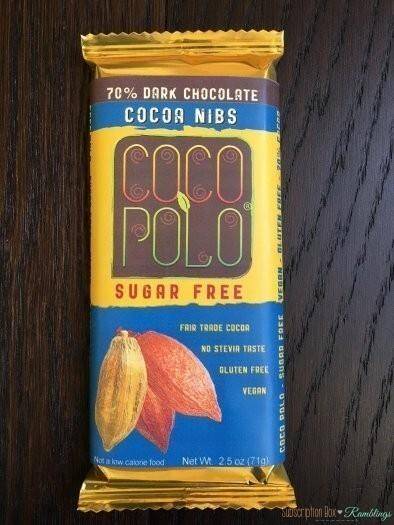 70% DARK CHOCOLATE
COCOA NIBS
COCO
POLO®
SUGAR FREE
FAIR TRADE COCOA
NO STEVIA TASTE
GLUTEN FREE
VEGAN
Not a low calorie food Net Wt. 2.5 oz (71g)
COCO POLO - SUGAR FREE - VEGAN - GLUTEN FREE - 70% COCOA
Subscription Box ♥ Ramblings